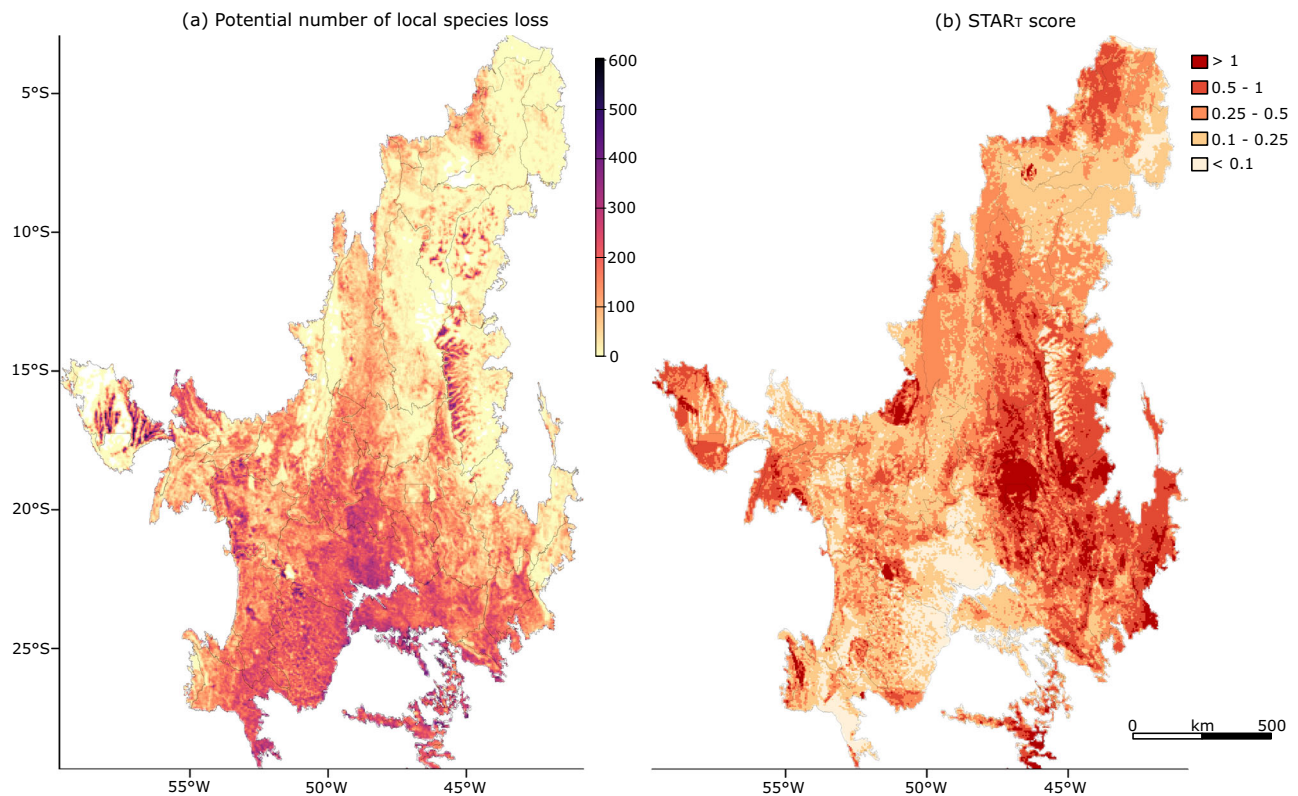 (a) Potential number of local species loss
(b) STARᴛ score
600
500
400
300
200
100
0
> 1
0.5 - 1
0.25 - 0.5
0.1 - 0.25
< 0.1
5°S
10°S
15°S
20°S
25°S
0 km 500
55°W 50°W 45°W
55°W 50°W 45°W